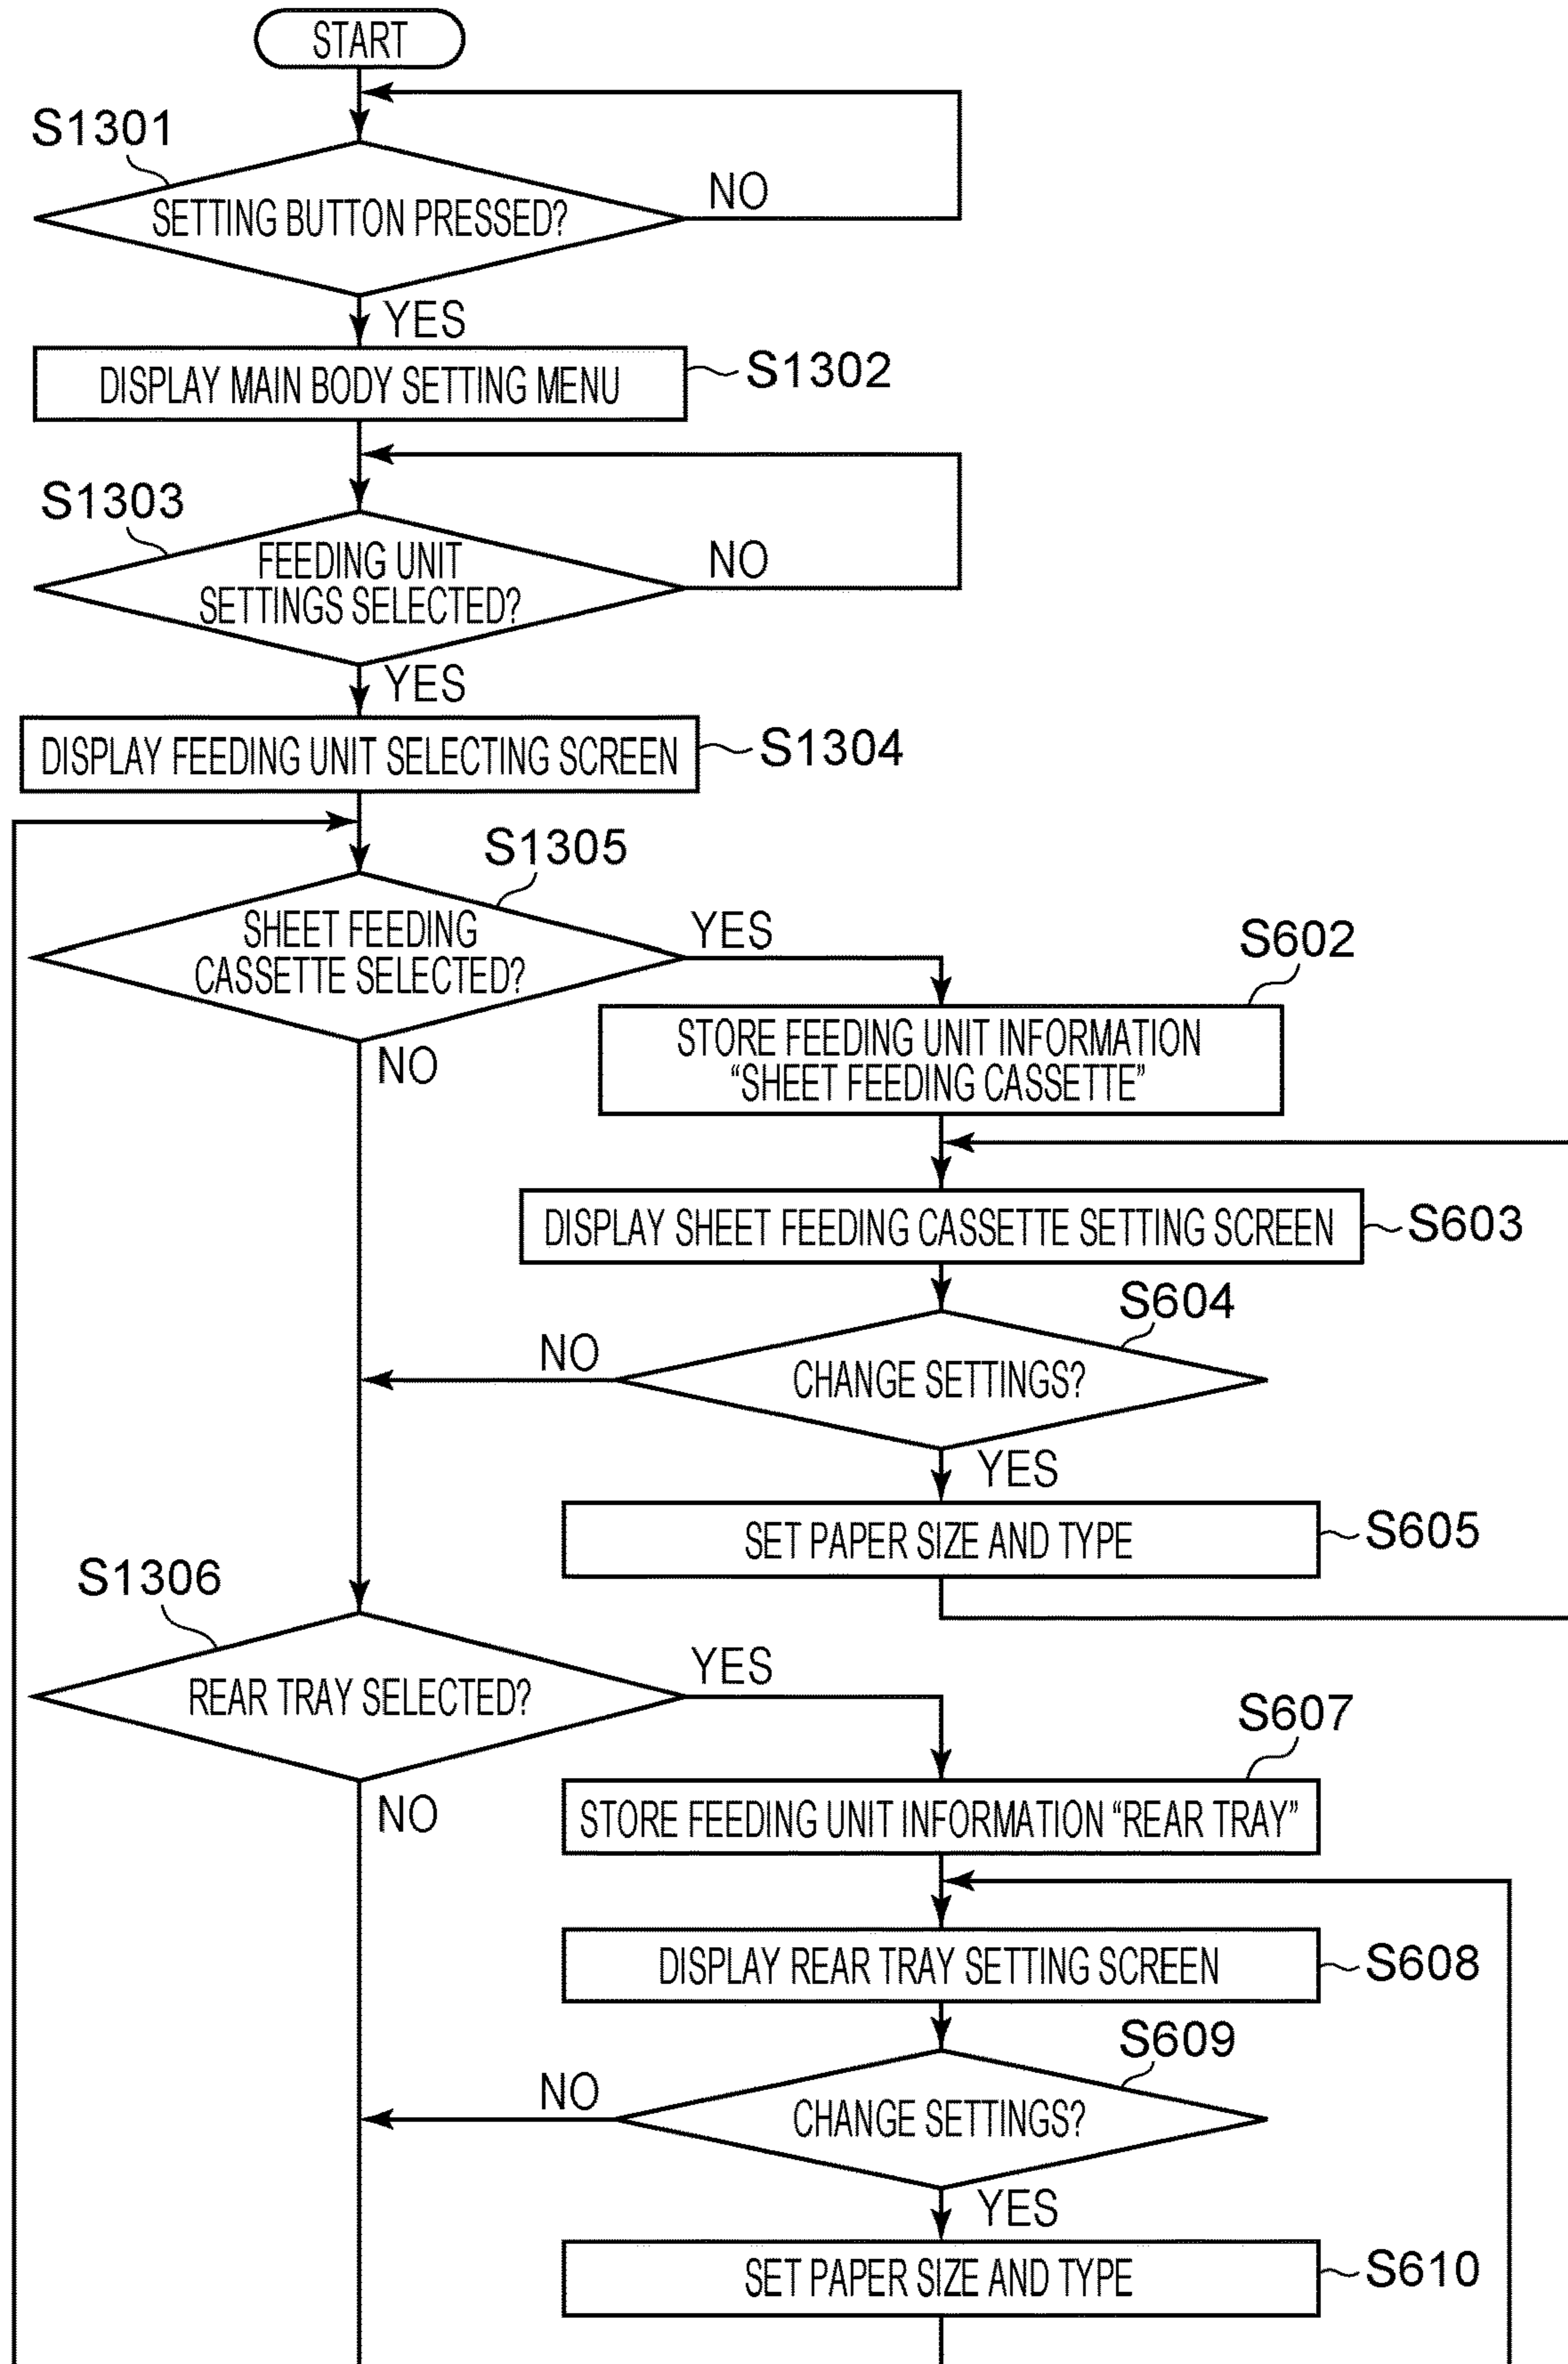 START
S1301
SETTING BUTTON PRESSED?
NO
YES
DISPLAY MAIN BODY SETTING MENU
S1302
S1303
FEEDING UNIT
SETTINGS SELECTED?
NO
YES
DISPLAY FEEDING UNIT SELECTING SCREEN
S1304
S1305
SHEET FEEDING
CASSETTE SELECTED?
YES
NO
S602
STORE FEEDING UNIT INFORMATION
“SHEET FEEDING CASSETTE”
DISPLAY SHEET FEEDING CASSETTE SETTING SCREEN
S603
S604
CHANGE SETTINGS?
NO
YES
SET PAPER SIZE AND TYPE
S605
S1306
REAR TRAY SELECTED?
YES
NO
S607
STORE FEEDING UNIT INFORMATION “REAR TRAY”
DISPLAY REAR TRAY SETTING SCREEN
S608
S609
CHANGE SETTINGS?
NO
YES
SET PAPER SIZE AND TYPE
S610